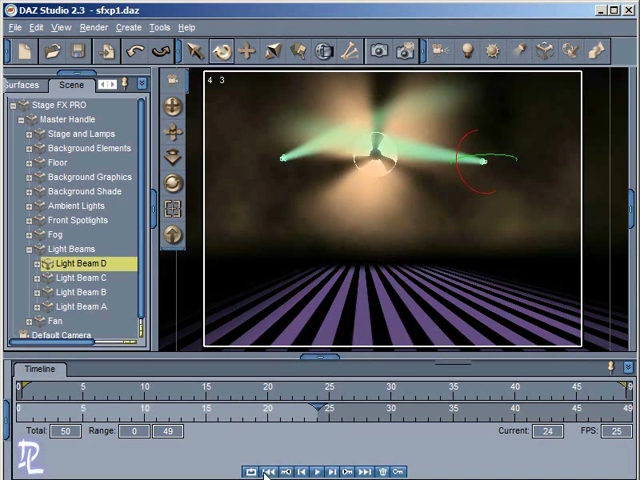 DAZ Studio 2.3 - sfxp1.daz
File Edit View Render Create Tools Help
Surfaces Scene
4 3
Stage FX PRO
Master Handle
Stage and Lamps
Background Elements
Floor
Background Graphics
Background Shade
Ambient Lights
Front Spotlights
Fog
Light Beams
Light Beam D
Light Beam C
Light Beam B
Light Beam A
Fan
Default Camera
Timeline
0 5 10 15 20 25 30 35 40 45 49
0 5 10 15 20 25 30 35 40 45 49
Total: 50 Range: 0 49 Current: 24 FPS: 25